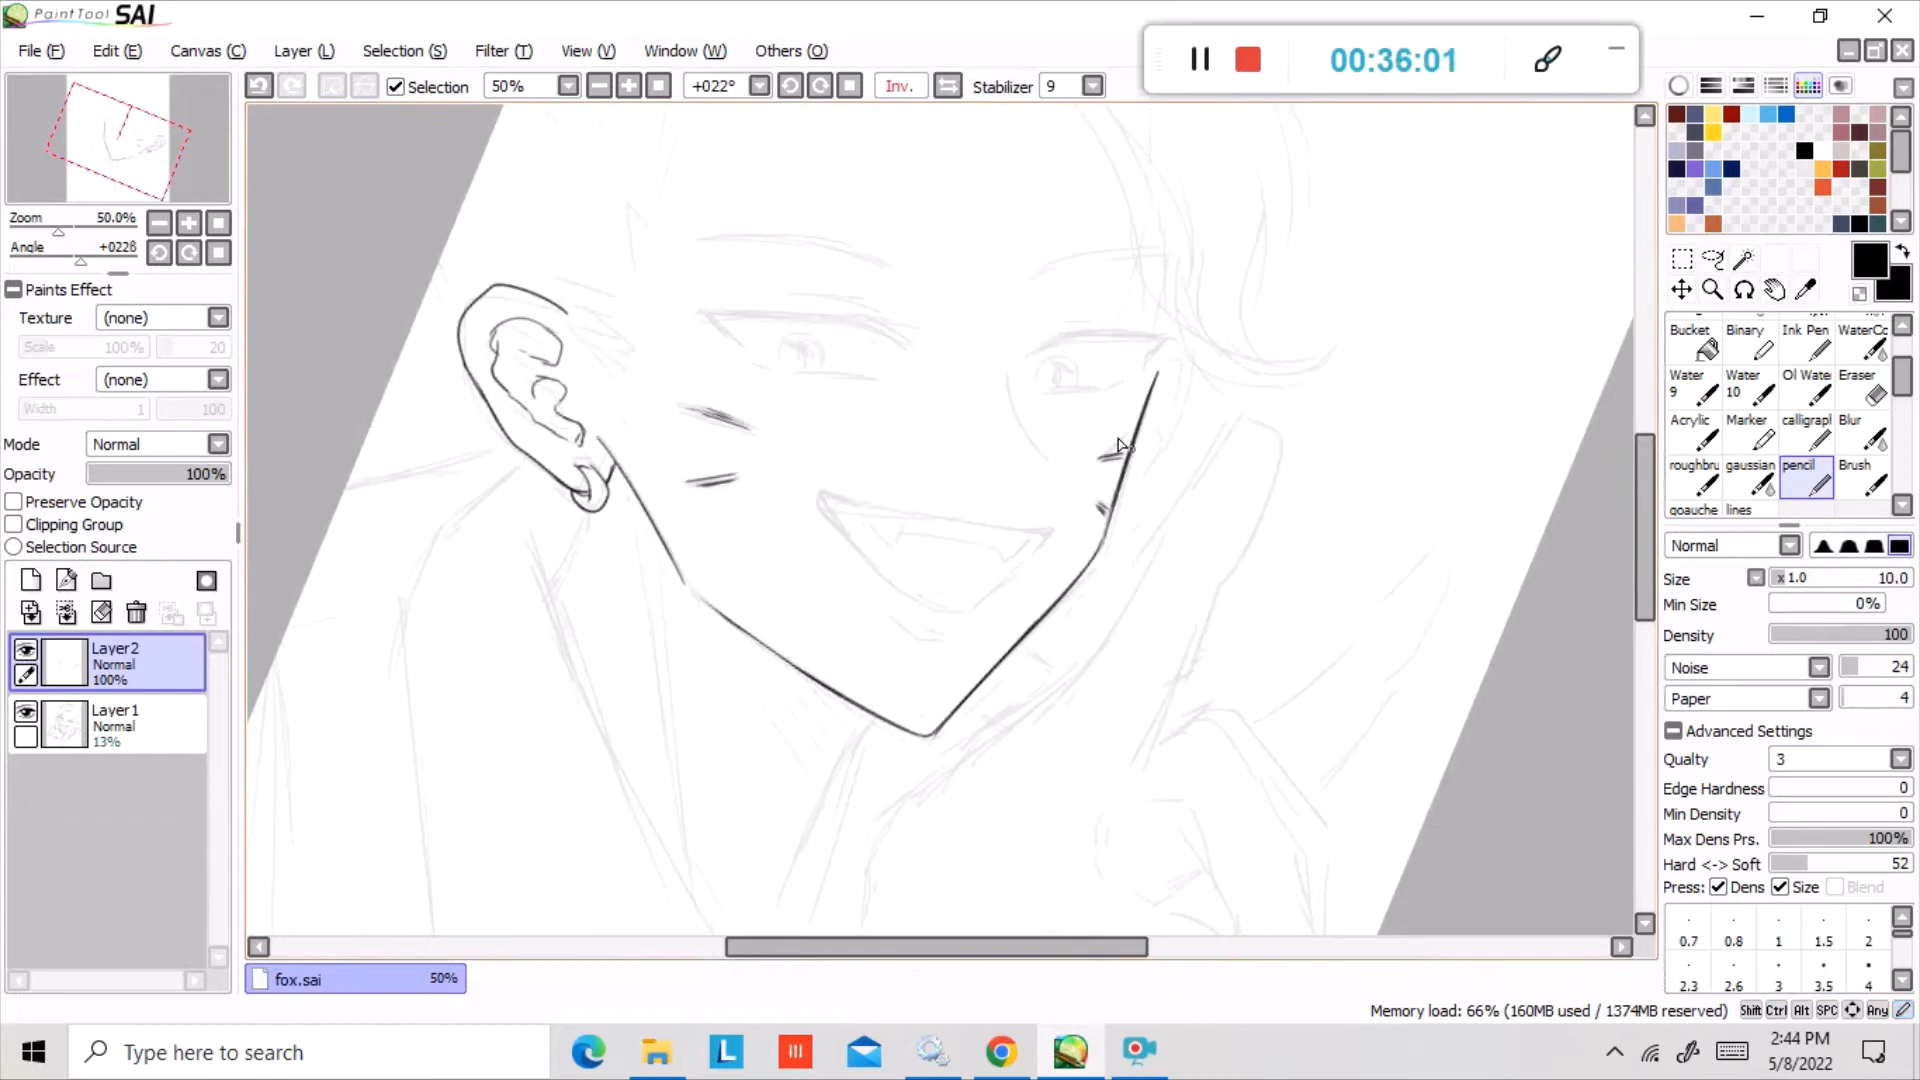 PaintTool SAI
File (F) Edit (E) Canvas (C) Layer (L) Selection (S) Filter (T) View (V) Window (W) Others (O)
00:36:01
Selection 50% +022° Inv. Stabilizer 9
Zoom 50.0%
Angle +022ß
Paints Effect
Texture (none)
Scale 100% 20
Effect (none)
Width 1 100
Mode Normal
Opacity 100%
Preserve Opacity
Clipping Group
Selection Source
Layer2
Normal
100%
Layer1
Normal
13%
Bucket Binary Ink Pen WaterCc
Water 9 Water 10 Ol Wate Eraser
Acrylic Marker calligrapl Blur
roughbru gaussian pencil Brush
gouache lines
Normal
Size x 1.0 10.0
Min Size 0%
Density 100
Noise 24
Paper 4
Advanced Settings
Qualty 3
Edge Hardness 0
Min Density 0
Max Dens Prs. 100%
Hard <-> Soft 52
Press: Dens Size Blend
0.7 0.8 1 1.5 2
2.3 2.6 3 3.5 4
fox.sai 50%
Memory load: 66% (160MB used / 1374MB reserved) Shift Ctrl Alt SPC Any
Type here to search
L
2:44 PM
5/8/2022